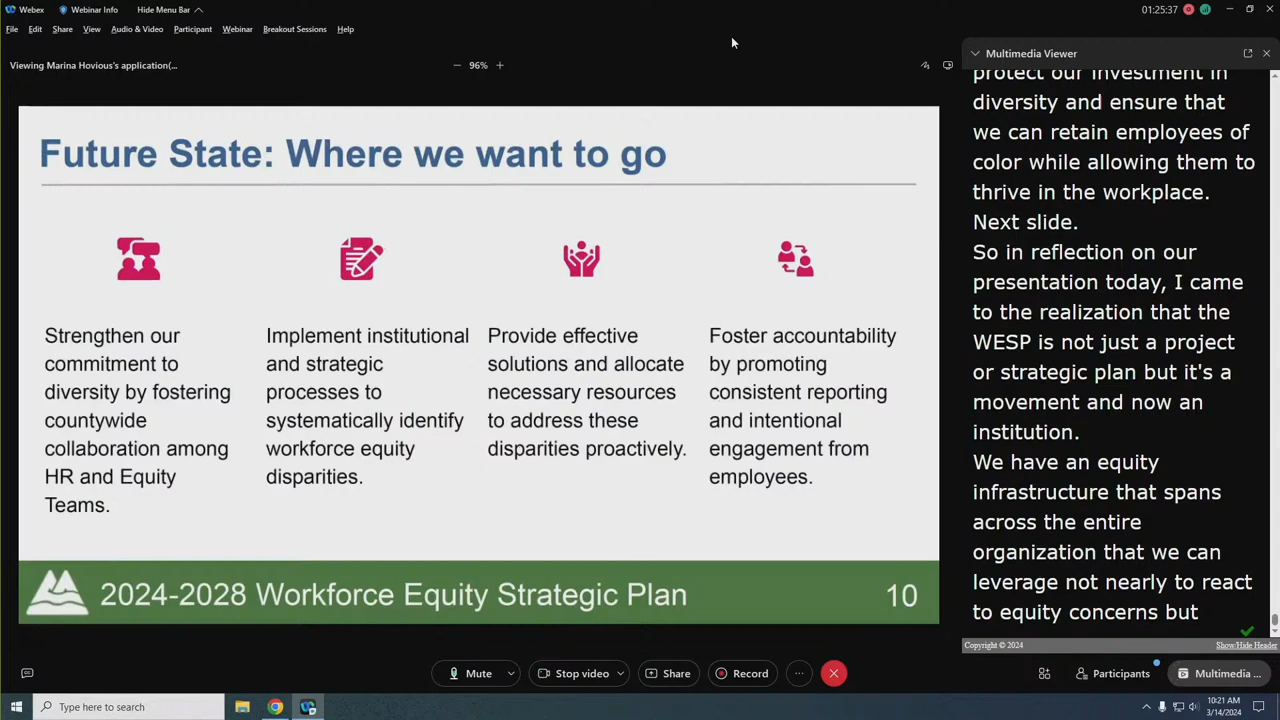 Webex
Webinar Info
Hide Menu Bar
01:25:37
File Edit Share View Audio & Video Participant Webinar Breakout Sessions Help
Viewing Marina Hovious's application(...
96%
Multimedia Viewer
Future State: Where we want to go
Strengthen our
commitment to
diversity by fostering
countywide
collaboration among
HR and Equity
Teams.
Implement institutional
and strategic
processes to
systematically identify
workforce equity
disparities.
Provide effective
solutions and allocate
necessary resources
to address these
disparities proactively.
Foster accountability
by promoting
consistent reporting
and intentional
engagement from
employees.
2024-2028 Workforce Equity Strategic Plan
10
protect our investment in
diversity and ensure that
we can retain employees of
color while allowing them to
thrive in the workplace.
Next slide.
So in reflection on our
presentation today, I came
to the realization that the
WESP is not just a project
or strategic plan but it's a
movement and now an
institution.
We have an equity
infrastructure that spans
across the entire
organization that we can
leverage not nearly to react
to equity concerns but
Copyright © 2024
Show/Hide Header
Mute
Stop video
Share
Record
Participants
Multimedia ...
Type here to search
10:21 AM
3/14/2024